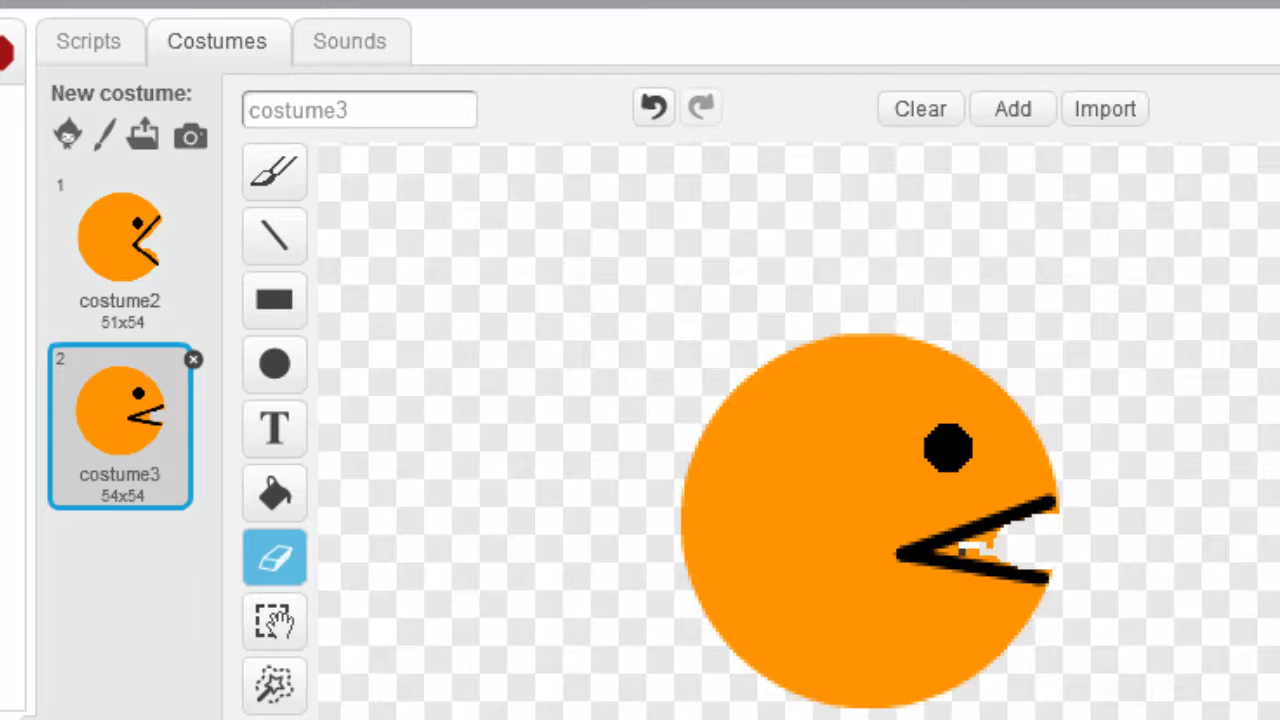 Scripts
Costumes
Sounds
New costume:
costume3
Clear
Add
Import
1
costume2
51x54
2
costume3
54x54
T